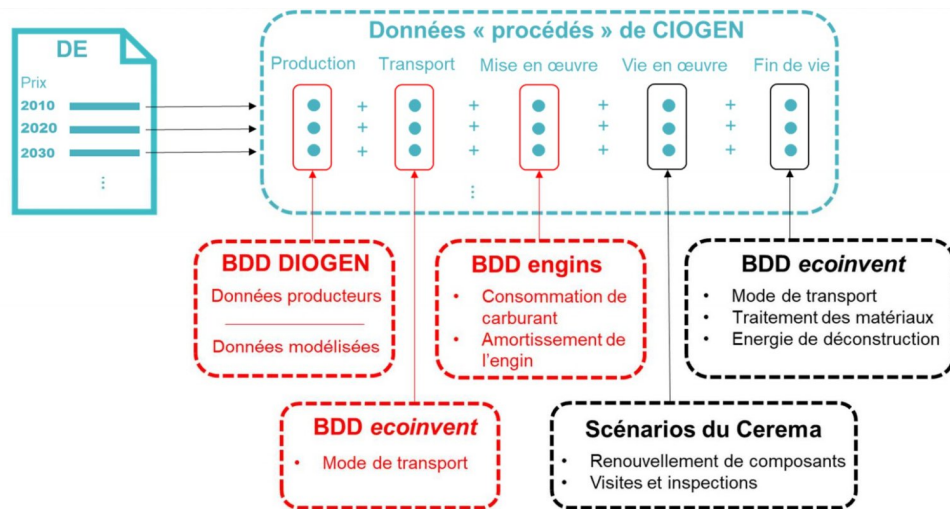 DE
Prix
2010
2020
2030
...
Données « procédés » de CIOGEN
Production Transport Mise en œuvre Vie en œuvre Fin de vie
+ + + +
+ + + +
+ + + +
...
BDD DIOGEN
Données producteurs
Données modélisées
BDD engins
• Consommation de
carburant
• Amortissement de
l'engin
BDD ecoinvent
• Mode de transport
• Traitement des matériaux
• Energie de déconstruction
BDD ecoinvent
• Mode de transport
Scénarios du Cerema
• Renouvellement de composants
• Visites et inspections